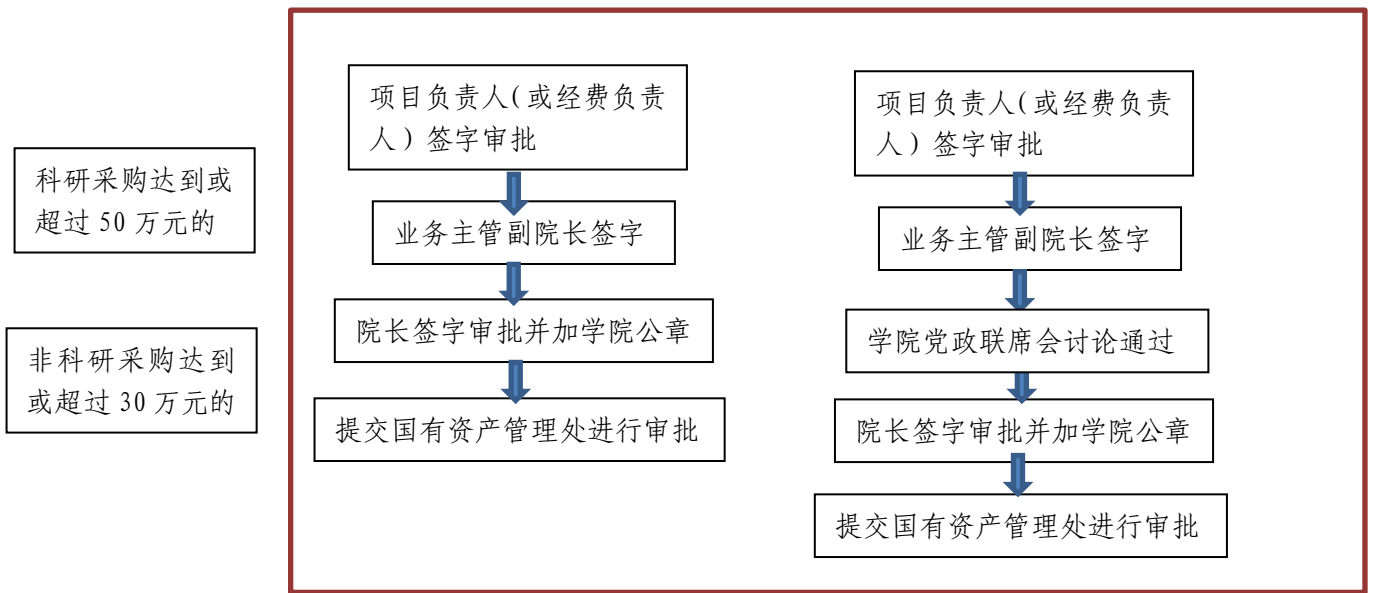 科研采购达到或
超过 50 万元的
非科研采购达到
或超过 30 万元的
项目负责人(或经费负责
人）签字审批
业务主管副院长签字
院长签字审批并加学院公章
提交国有资产管理处进行审批
项目负责人(或经费负责
人）签字审批
业务主管副院长签字
学院党政联席会讨论通过
院长签字审批并加学院公章
提交国有资产管理处进行审批